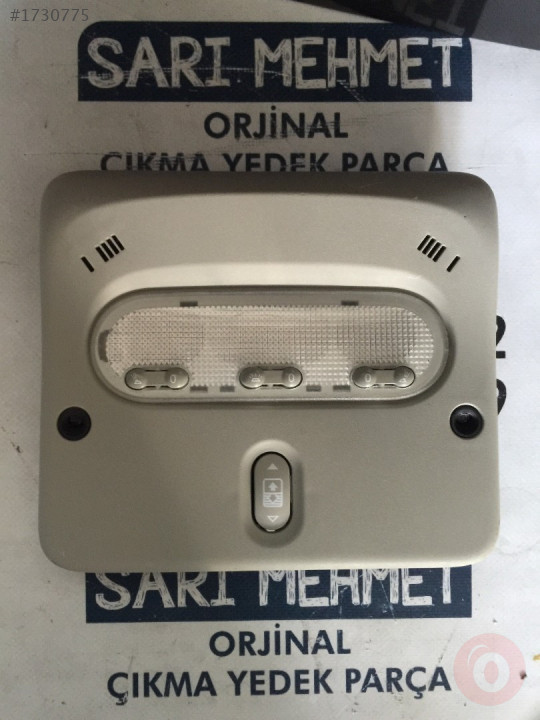 #1730775
SARI MEHMET
ORJİNAL
ÇIKMA YEDEK PARÇA
SARI MEHMET
ORJİNAL
ÇIKMA YEDEK PARÇA